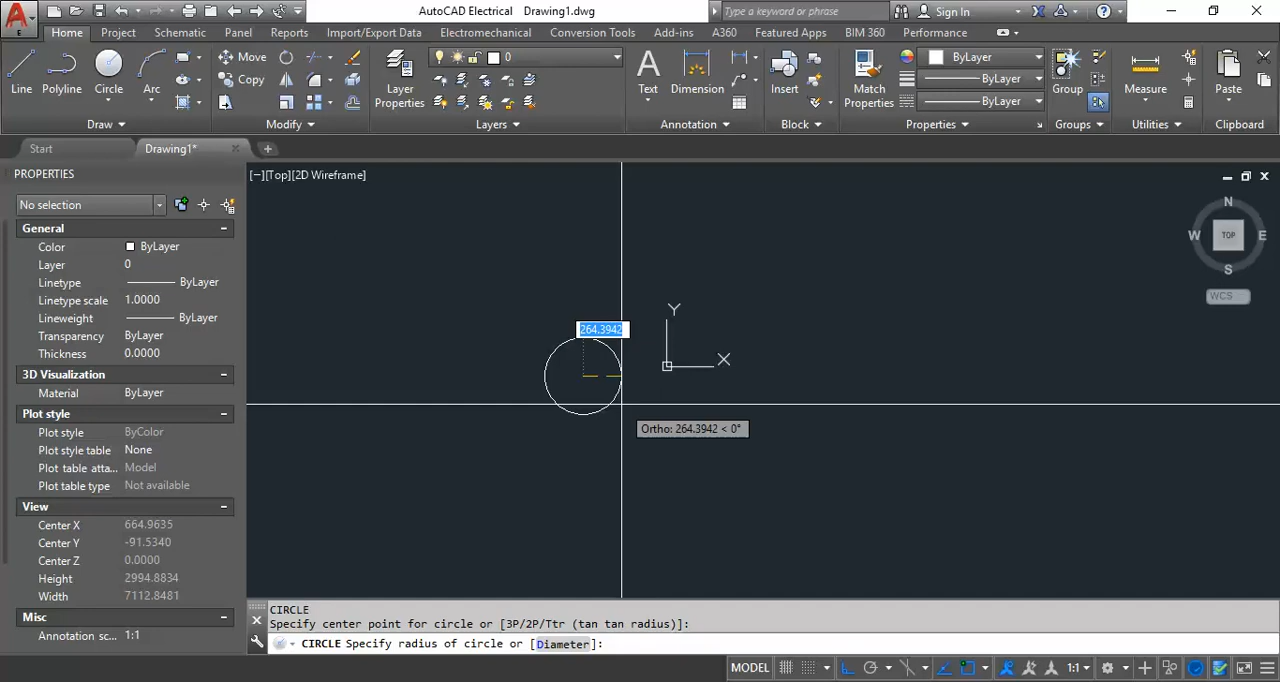 AutoCAD Electrical Drawing1.dwg
Type a keyword or phrase
Sign In
Home Project Schematic Panel Reports Import/Export Data Electromechanical Conversion Tools Add-ins A360 Featured Apps BIM 360 Performance
Line Polyline Circle Arc
Move
Copy
Layer Properties
0
Text Dimension
Insert
Match Properties
ByLayer
ByLayer
ByLayer
Group
Measure
Paste
Draw Modify Layers Annotation Block Properties Groups Utilities Clipboard
Start Drawing1*
PROPERTIES
No selection
General
Color ByLayer
Layer 0
Linetype ByLayer
Linetype scale 1.0000
Lineweight ByLayer
Transparency ByLayer
Thickness 0.0000
3D Visualization
Material ByLayer
Plot style
Plot style ByColor
Plot style table None
Plot table atta... Model
Plot table type Not available
View
Center X 664.9635
Center Y -91.5340
Center Z 0.0000
Height 2994.8834
Width 7112.8481
Misc
Annotation sc... 1:1
[−][Top][2D Wireframe]
N
W TOP E
S
WCS
264.3942
Y
X
Ortho: 264.3942 < 0°
CIRCLE
Specify center point for circle or [3P/2P/Ttr (tan tan radius)]:
CIRCLE Specify radius of circle or [Diameter]:
MODEL 1:1